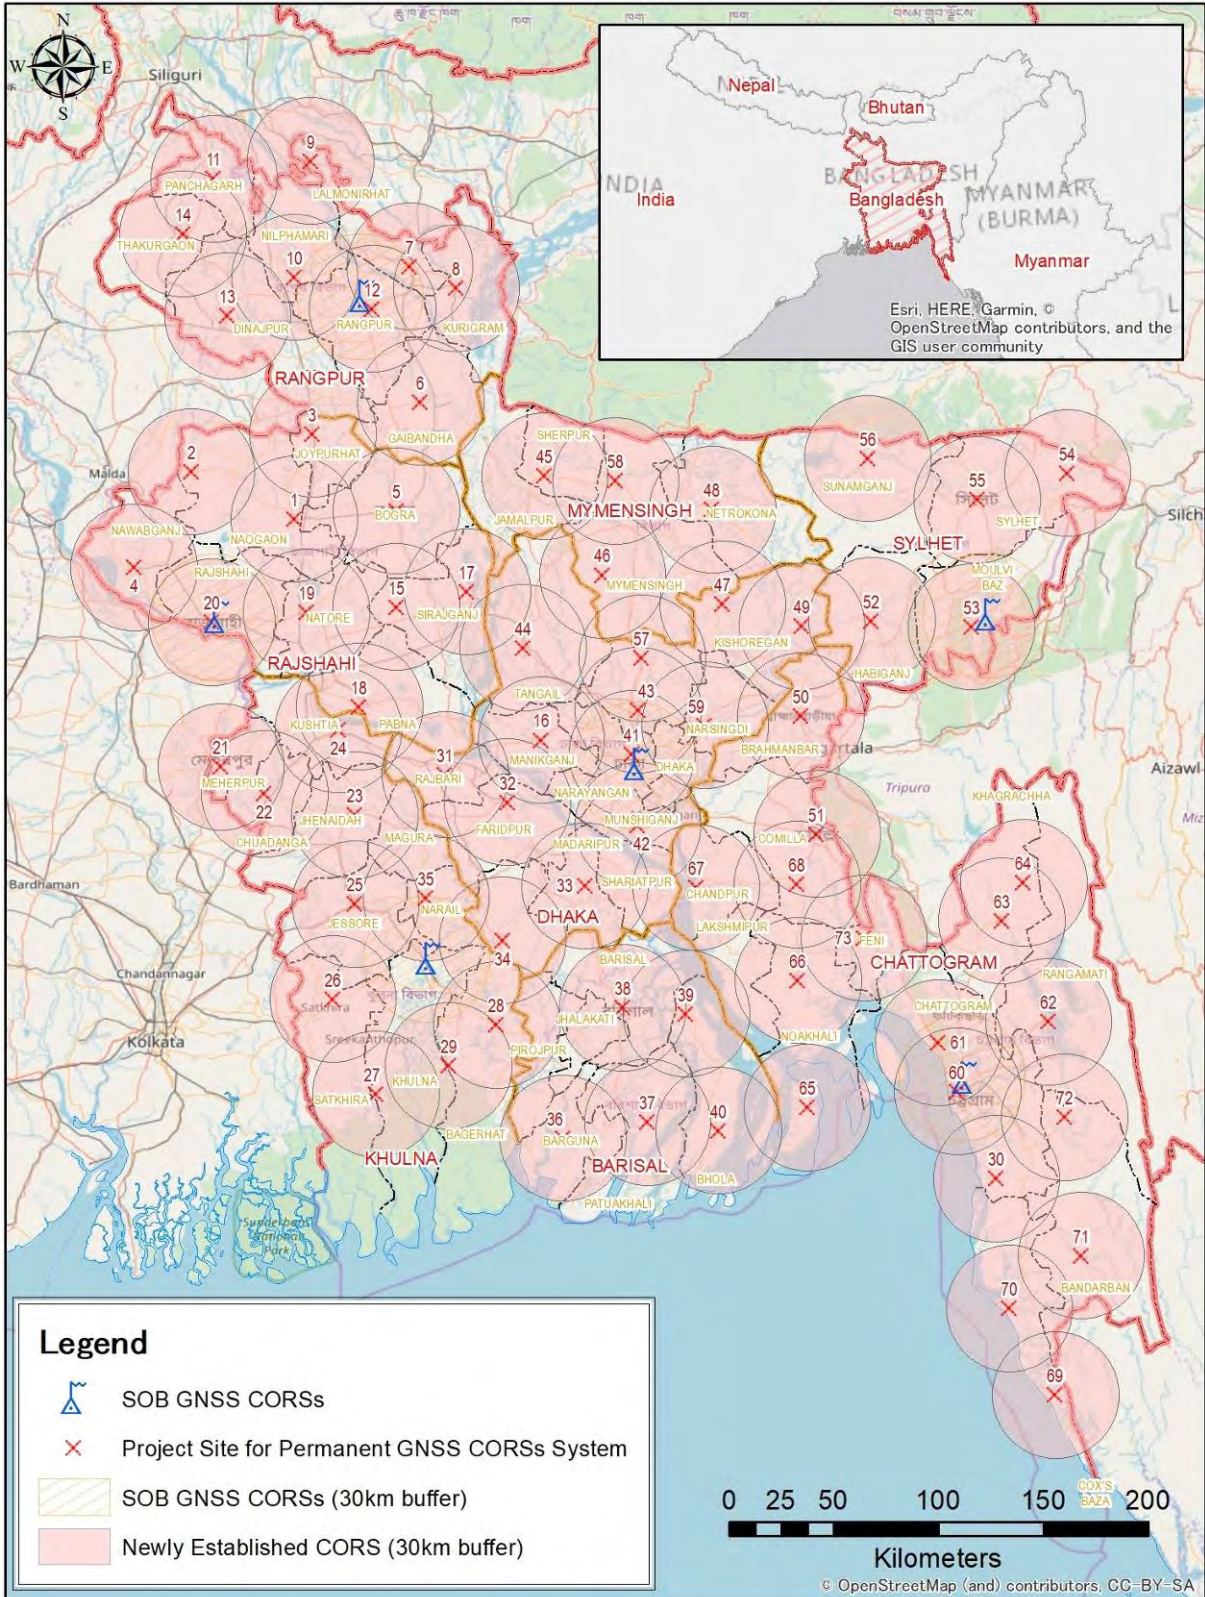 N
W E
S
Siliguri
Nepal
Bhutan
BANGLADESH
Bangladesh
India
MYANMAR
(BURMA)
Myanmar
Esri, HERE, Garmin, ©
OpenStreetMap contributors, and the
GIS user community
9
11
PANCHAGARH
LALMONIRHAT
14
THAKURGAON
NILPHAMARI
10
7
8
12
13
DINAJPUR
RANGPUR
KURIGRAM
RANGPUR
6
3
GAIBANDHA
JOYPURHAT
2
Malda
SHERPUR
45
58
56
SUNAMGANJ
54
55
সিলেট
SYLHET
Silch
1
5
BOGRA
48
NETROKONA
MYMENSINGH
JAMALPUR
NAWABGANJ
NAOGAON
SYLHET
4
RAJSHAHI
46
MYMENSINGH
MOULVI
BAZ
20
19
NATORE
15
17
SIRAJGANJ
47
49
52
53
KISHOREGAN
44
57
HABIGANJ
RAJSHAHI
18
TANGAIL
43
59
50
KUSHTIA
PABNA
24
16
NARSINGDI
BRAHMANBAR
21
31
MANIKGANJ
41
DHAKA
MEHERPUR
RAJBARI
NARAYANGAN
Tripura
Aizawl
22
23
32
CHUADANGA
JHENAIDAH
MAGURA
FARIDPUR
MUNSHIGANJ
51
COMILLA
KHAGRACHHA
MADARIPUR
42
Bardhaman
25
35
33
SHARIATPUR
67
68
64
JESSORE
NARAIL
CHANDPUR
63
DHAKA
LAKSHMIPUR
73
FENI
34
BARISAL
CHATTOGRAM
Chandannagar
26
Satkhira
66
RANGAMATI
28
38
39
CHATTOGRAM
62
JHALAKATI
Kolkata
Sreekanthopur
29
PIROJPUR
NOAKHALI
61
27
KHULNA
60
চট্টগ্রাম
SATKHIRA
65
72
36
37
40
BAGERHAT
BARGUNA
KHULNA
BARISAL
BHOLA
30
PATUAKHALI
Sunderbans
National
Park
71
BANDARBAN
70
69
COX'S
BAZA
Legend
SOB GNSS CORSs
Project Site for Permanent GNSS CORSs System
SOB GNSS CORSs (30km buffer)
Newly Established CORS (30km buffer)
0 25 50 100 150 200
Kilometers
© OpenStreetMap (and) contributors, CC-BY-SA